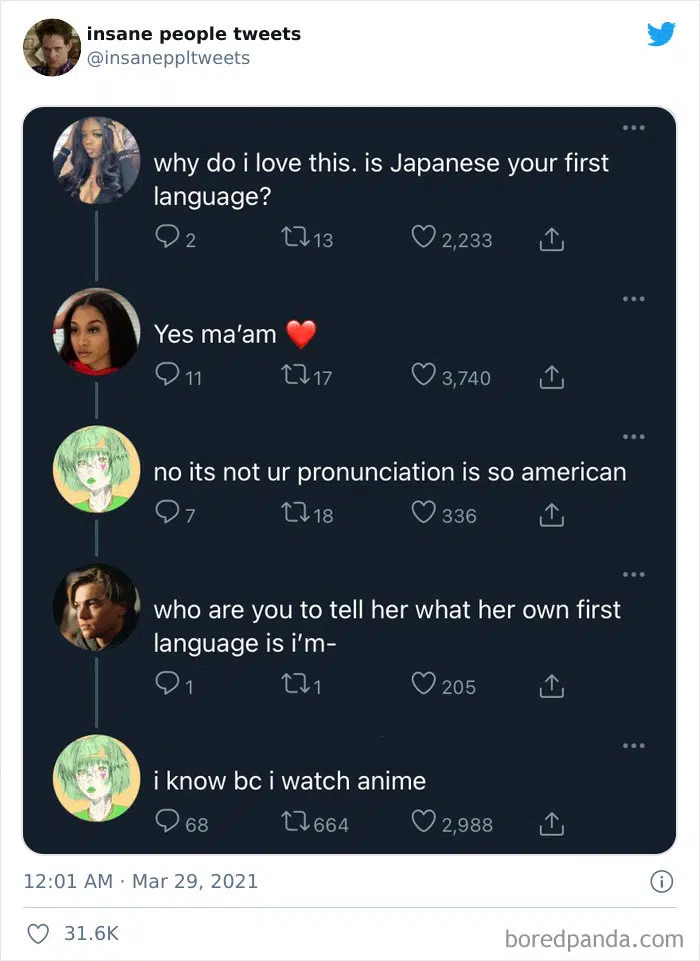 insane people tweets
@insaneppltweets
why do i love this. is Japanese your first
language?
2 13 2,233
Yes ma’am ❤️
11 17 3,740
no its not ur pronunciation is so american
7 18 336
who are you to tell her what her own first
language is i’m-
1 1 205
i know bc i watch anime
68 664 2,988
12:01 AM · Mar 29, 2021
31.6K
boredpanda.com